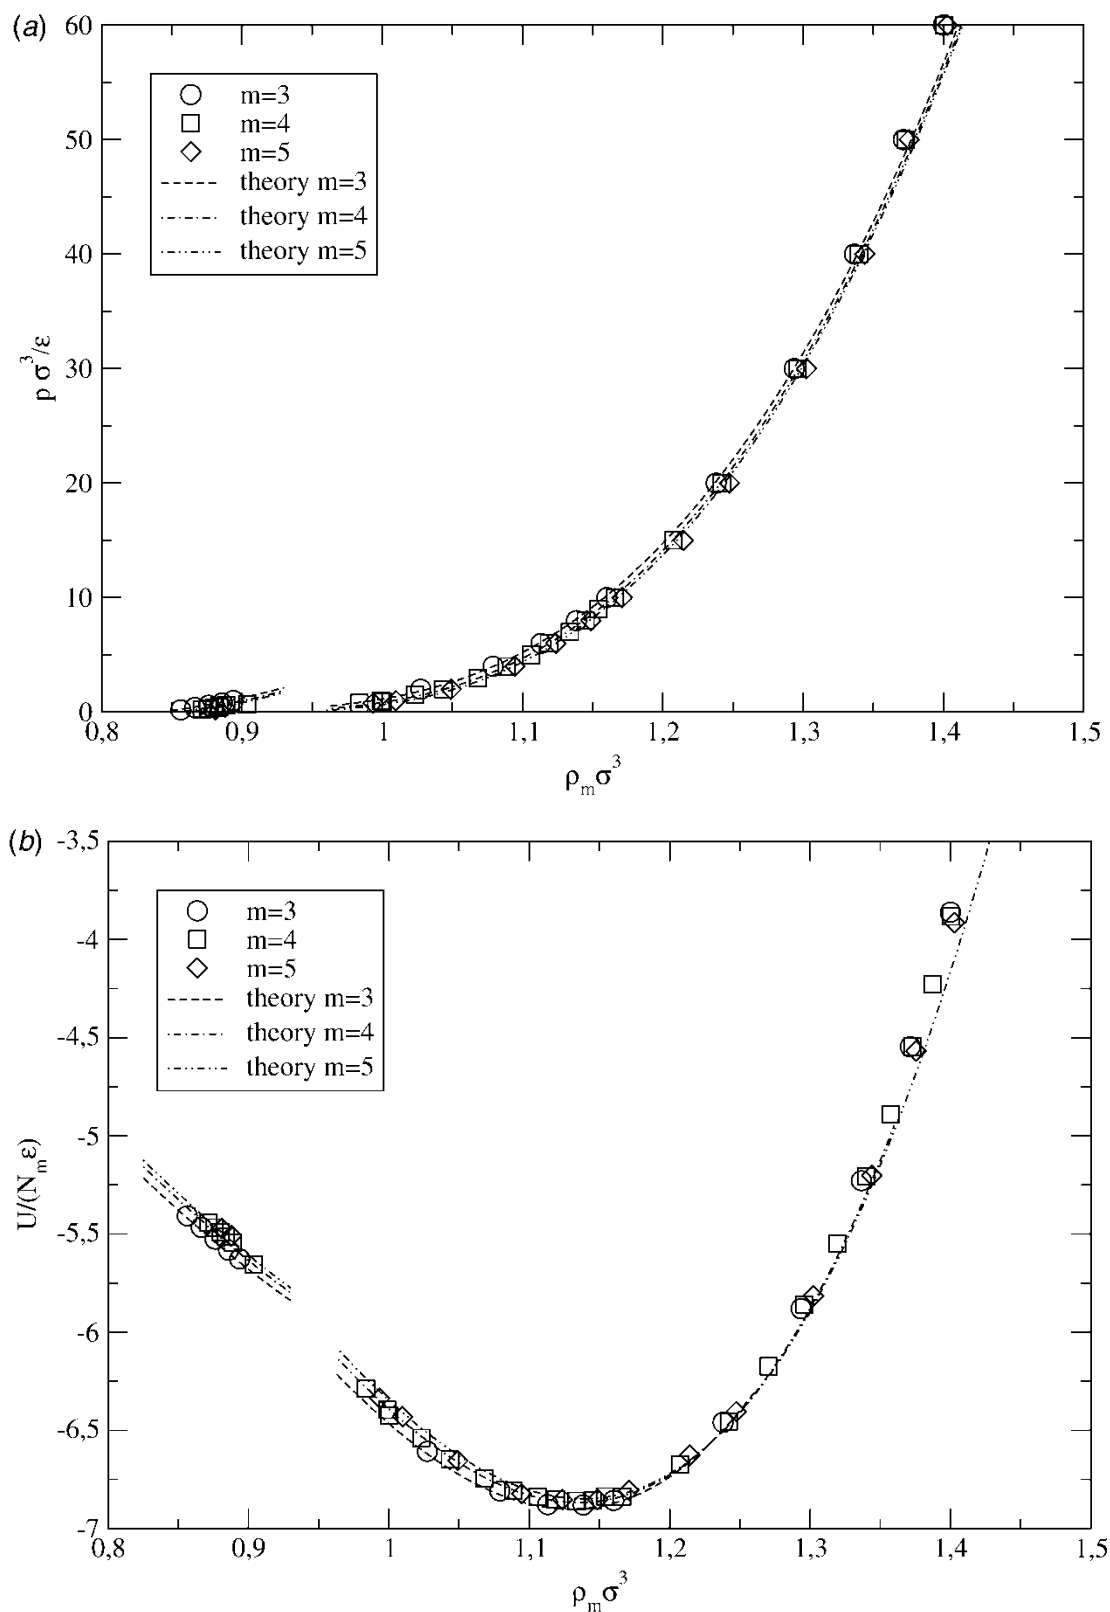 (a)
60
50
40
30
20
10
0
m=3
m=4
m=5
theory m=3
theory m=4
theory m=5
p σ³/ε
0,8 0,9 1 1,1 1,2 1,3 1,4 1,5
ρₘσ³
(b)
-3,5
-4
-4,5
-5
-5,5
-6
-6,5
-7
m=3
m=4
m=5
theory m=3
theory m=4
theory m=5
U/(Nₘε)
0,8 0,9 1 1,1 1,2 1,3 1,4 1,5
ρₘσ³